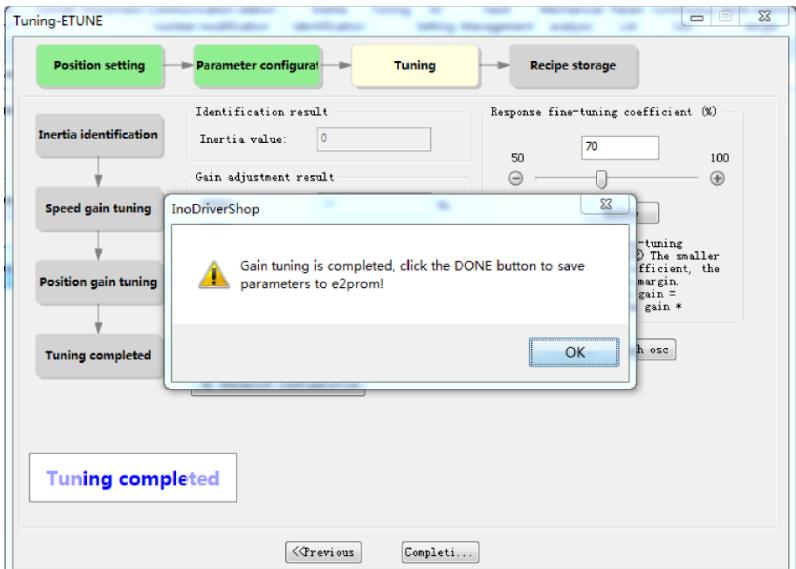 Tuning-ETUNE
Position setting
Parameter configurat
Tuning
Recipe storage
Inertia identification
Speed gain tuning
Position gain tuning
Tuning completed
Identification result
Inertia value:
0
Gain adjustment result
Response fine-tuning coefficient (%)
70
50
100
InoDriverShop
Gain tuning is completed, click the DONE button to save
parameters to e2prom!
OK
-tuning
The smaller
fficient, the
margin.
gain =
gain *
h osc
Tuning completed
<<Previous
Completi...